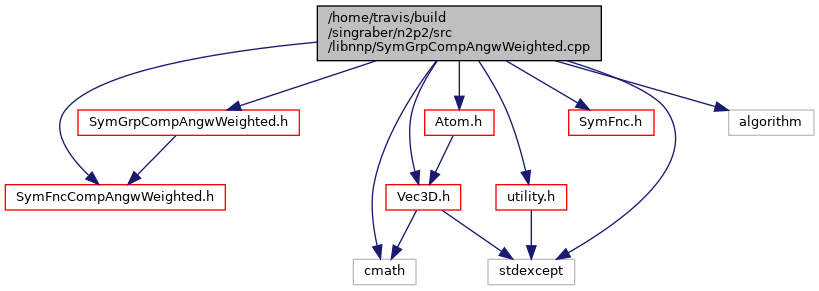 /home/travis/build
/singraber/n2p2/src
/libnnp/SymGrpCompAngwWeighted.cpp
SymGrpCompAngwWeighted.h
Atom.h
SymFnc.h
algorithm
SymFncCompAngwWeighted.h
Vec3D.h
utility.h
cmath
stdexcept